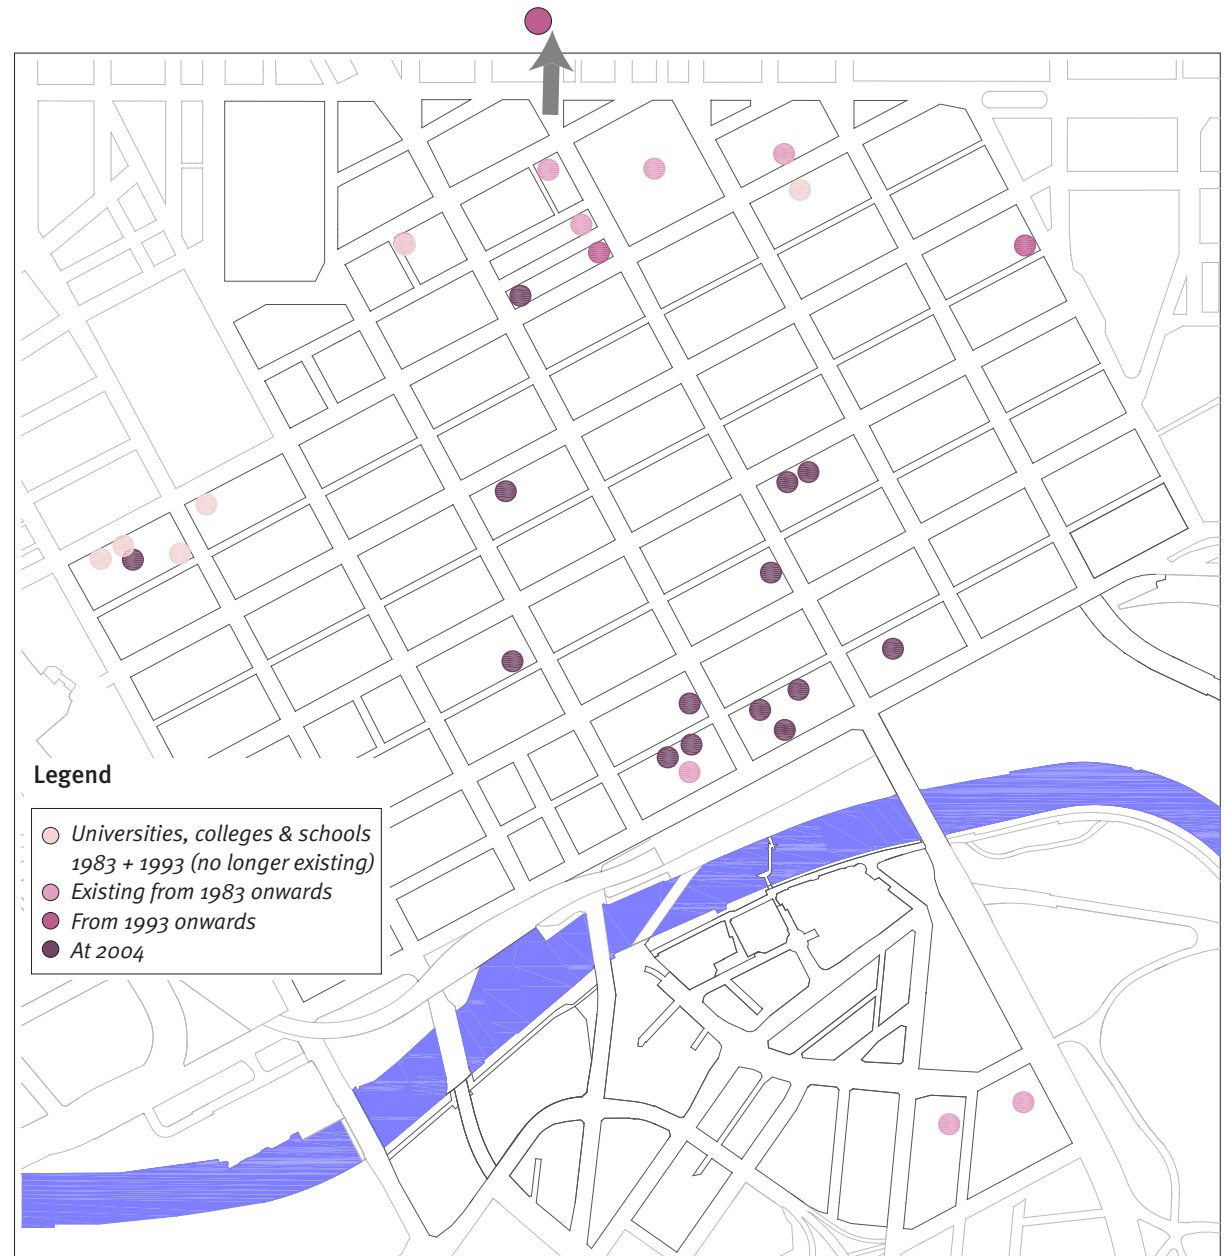 Legend
Universities, colleges & schools
1983 + 1993 (no longer existing)
Existing from 1983 onwards
From 1993 onwards
At 2004